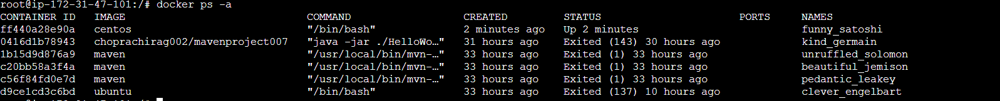 root@ip-172-31-47-101:/# docker ps -a
CONTAINER ID   IMAGE                              COMMAND                  CREATED         STATUS                      PORTS     NAMES
ff440a28e90a   centos                             "/bin/bash"              2 minutes ago   Up 2 minutes                          funny_satoshi
0416d1b78943   choprachirag002/mavenproject007   "java -jar ./HelloWo…"   31 hours ago    Exited (143) 30 hours ago             kind_germain
1b15d9d876a9   maven                              "/usr/local/bin/mvn-…"   33 hours ago    Exited (1) 33 hours ago               unruffled_solomon
c20bb58a3f4a   maven                              "/usr/local/bin/mvn-…"   33 hours ago    Exited (1) 33 hours ago               beautiful_jemison
c56f84fd0e7d   maven                              "/usr/local/bin/mvn-…"   33 hours ago    Exited (1) 33 hours ago               pedantic_leakey
d9ce1cd3c6bd   ubuntu                             "/bin/bash"              33 hours ago    Exited (137) 10 hours ago             clever_engelbart